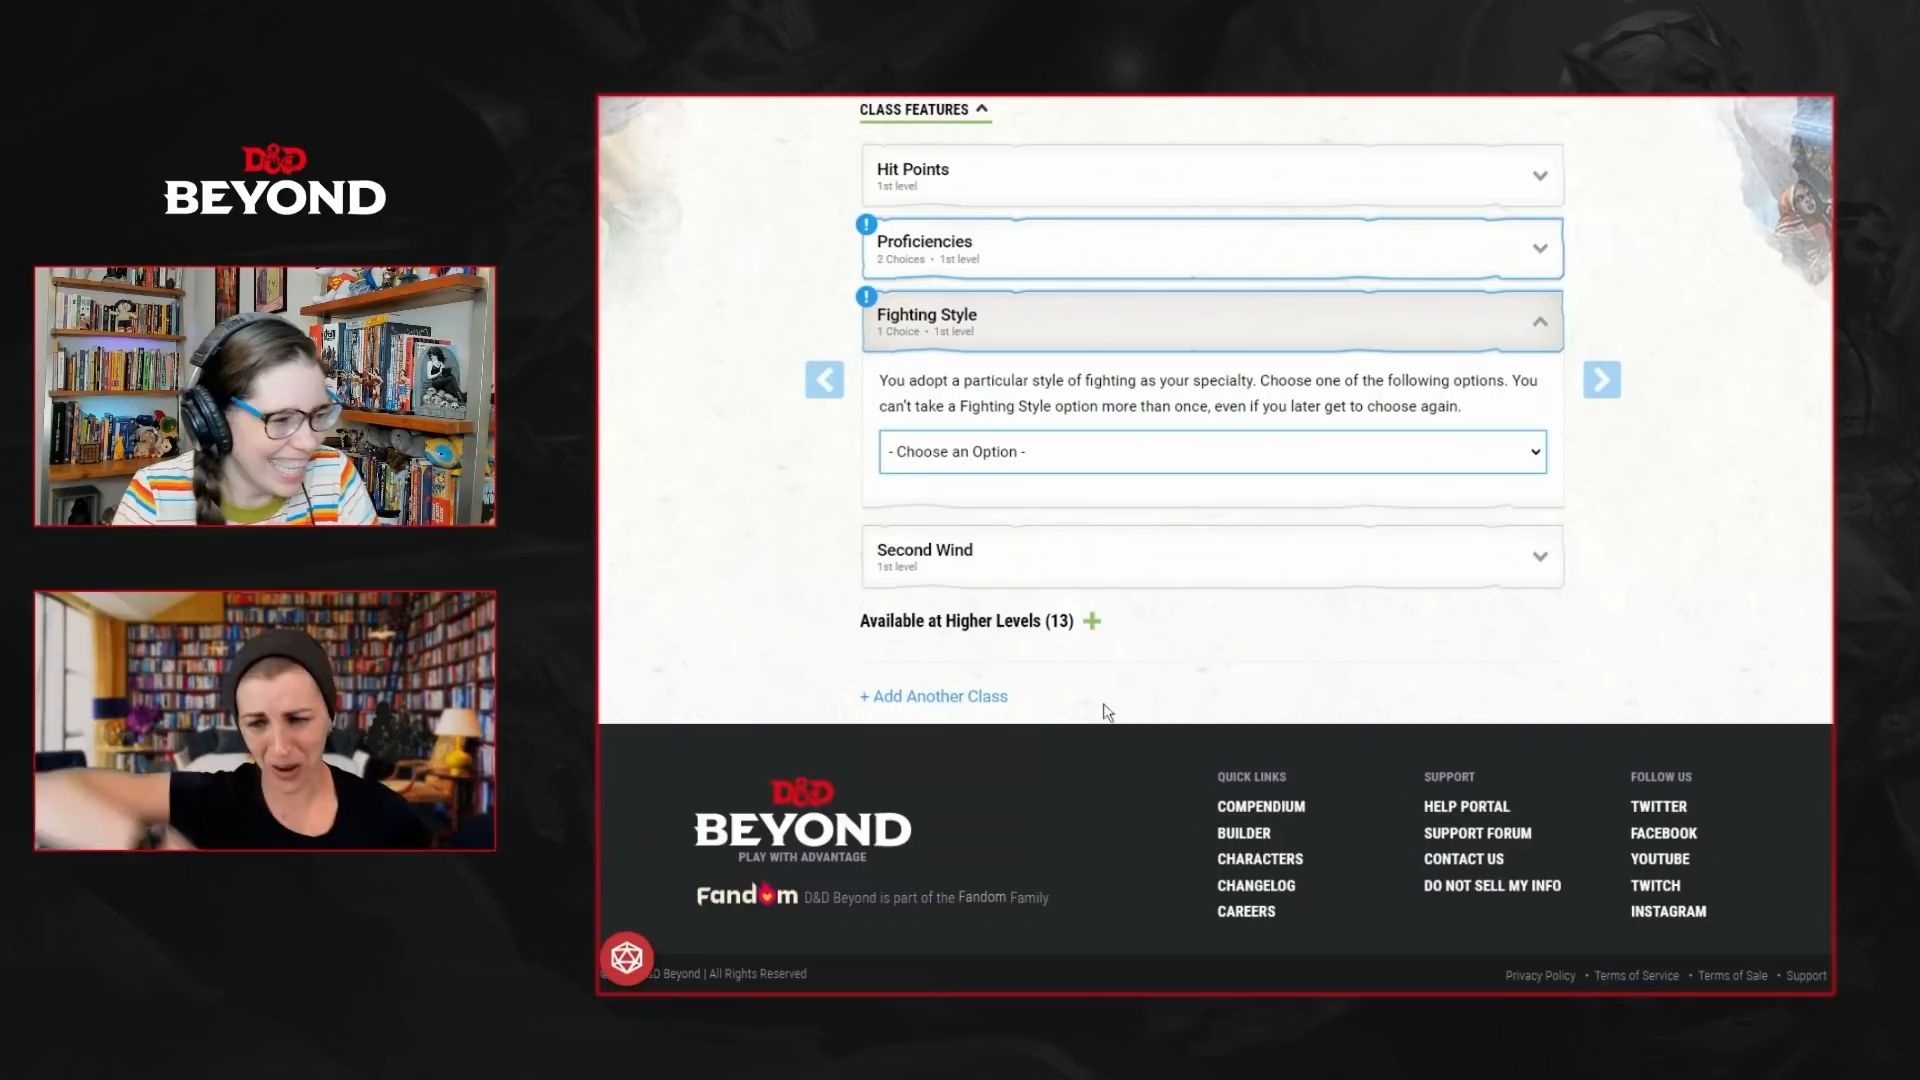 D&D
BEYOND
CLASS FEATURES
Hit Points
1st level
!
Proficiencies
2 Choices • 1st level
!
Fighting Style
1 Choice • 1st level
You adopt a particular style of fighting as your specialty. Choose one of the following options. You
can't take a Fighting Style option more than once, even if you later get to choose again.
- Choose an Option -
Second Wind
1st level
Available at Higher Levels (13)
+ Add Another Class
D&D
BEYOND
PLAY WITH ADVANTAGE
Fandom D&D Beyond is part of the Fandom Family
QUICK LINKS
COMPENDIUM
BUILDER
CHARACTERS
CHANGELOG
CAREERS
SUPPORT
HELP PORTAL
SUPPORT FORUM
CONTACT US
DO NOT SELL MY INFO
FOLLOW US
TWITTER
FACEBOOK
YOUTUBE
TWITCH
INSTAGRAM
D Beyond | All Rights Reserved
Privacy Policy • Terms of Service • Terms of Sale • Support